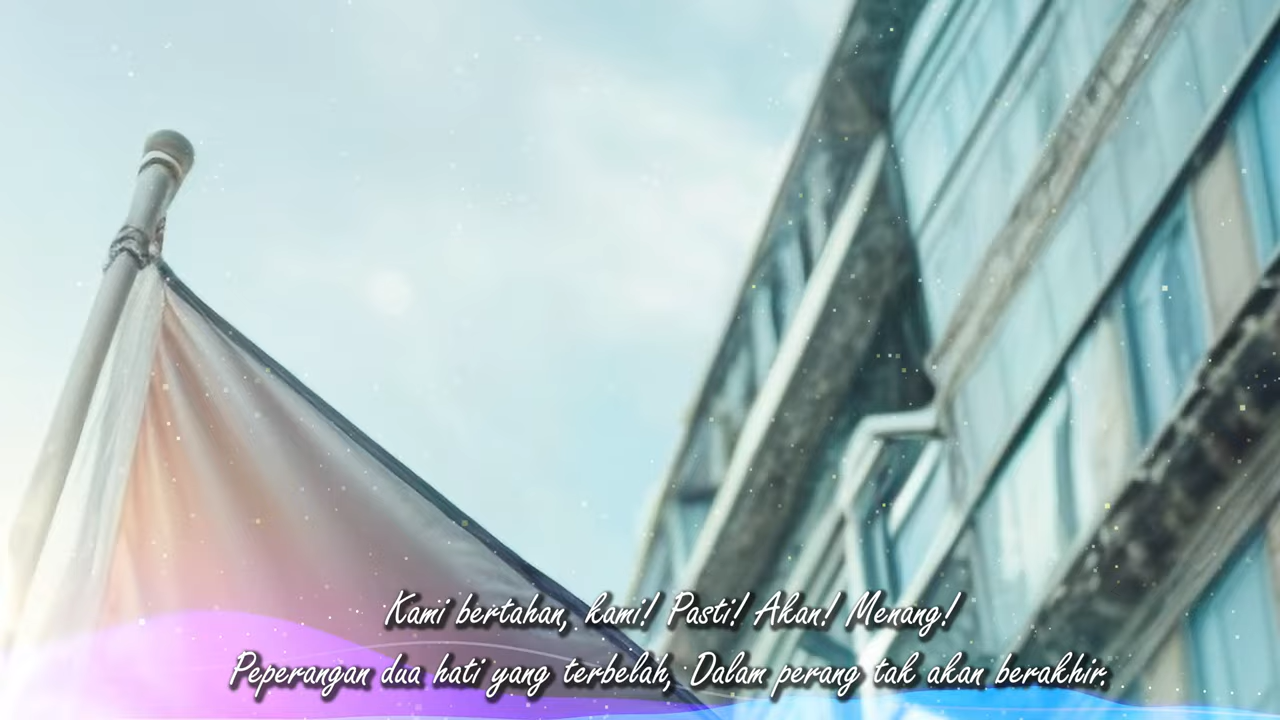 Kami bertahan, kami! Pasti! Akan! Menang!
Peperangan dua hati yang terbelah, Dalam perang tak akan berakhir.